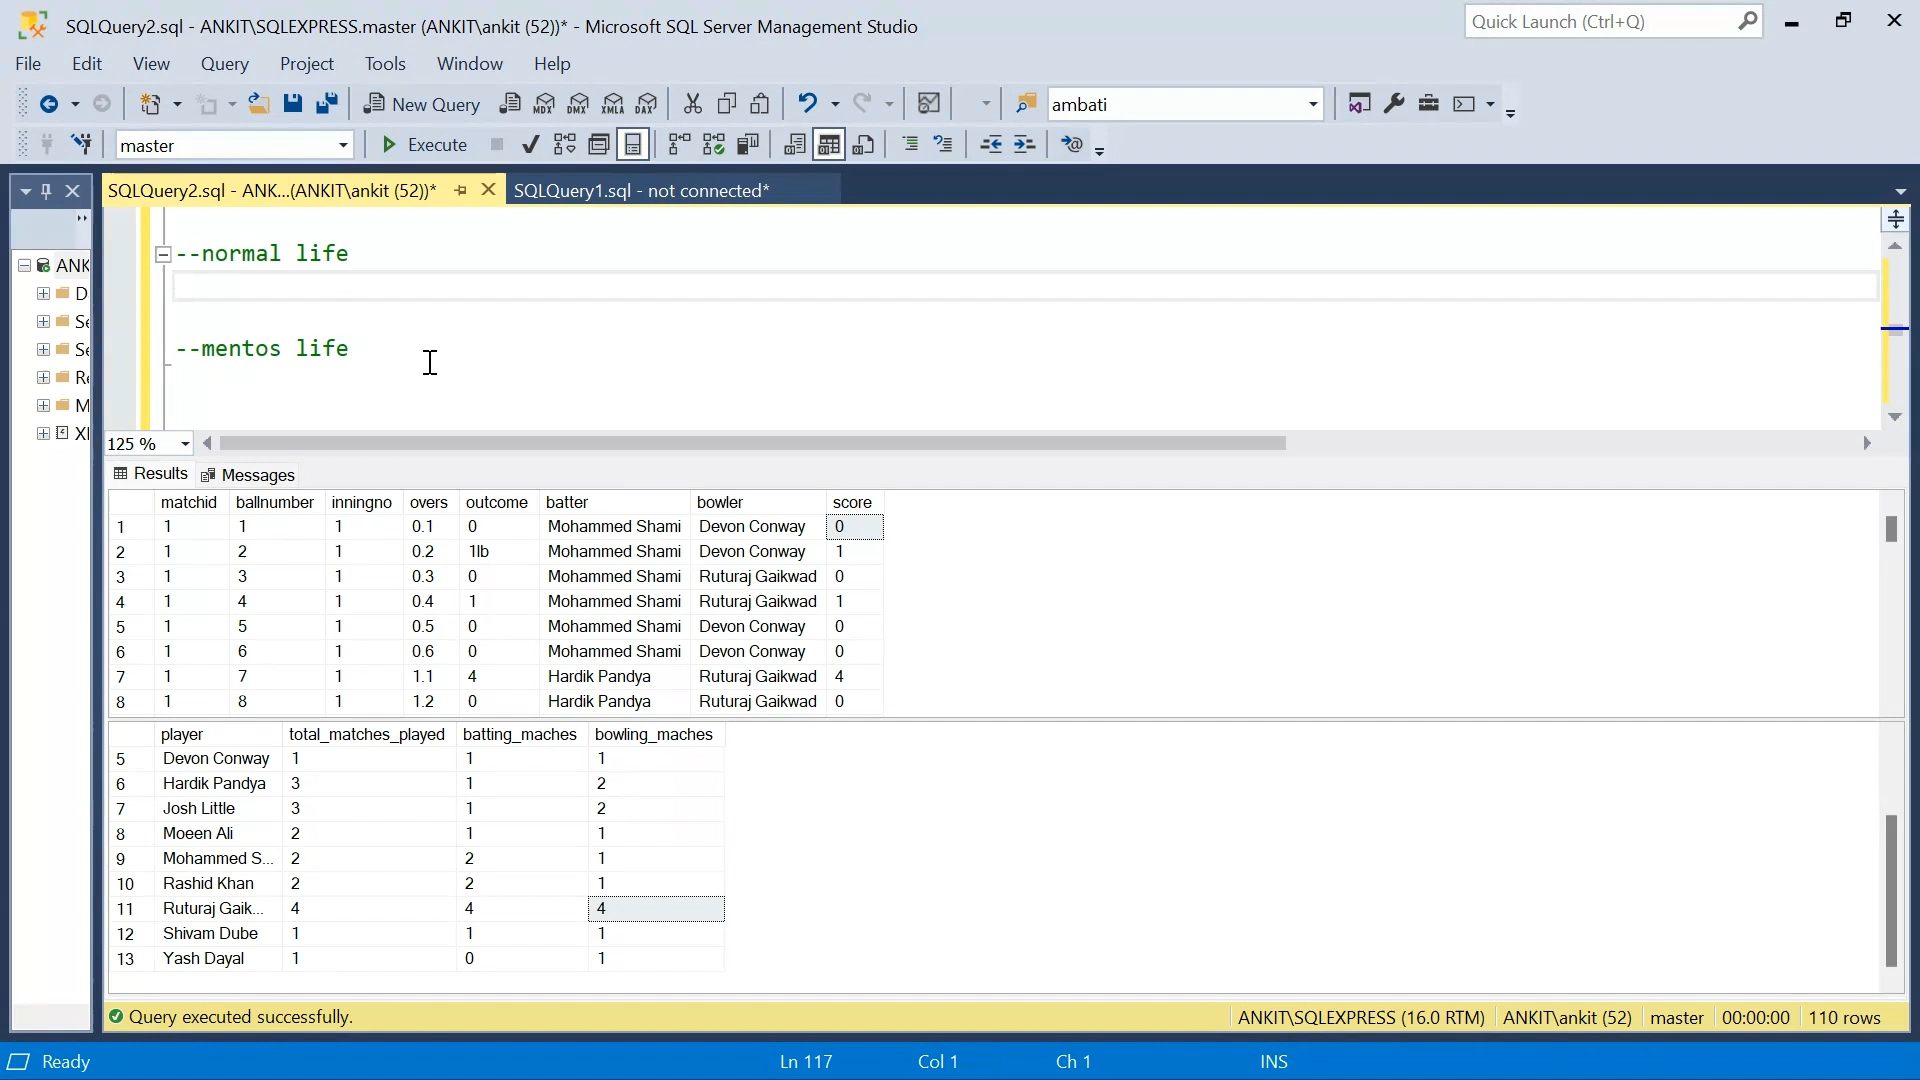 SQLQuery2.sql - ANKIT\SQLEXPRESS.master (ANKIT\ankit (52))* - Microsoft SQL Server Management Studio
Quick Launch (Ctrl+Q)
File Edit View Query Project Tools Window Help
New Query MDX DMX XMLA DAX ambati
master Execute
SQLQuery2.sql - ANK...(ANKIT\ankit (52))* SQLQuery1.sql - not connected*
ANK
D
Se
Se
Re
M
XI
--normal life
--mentos life
125 %
Results Messages
matchid ballnumber inningno overs outcome batter bowler score
1 1 1 1 0.1 0 Mohammed Shami Devon Conway 0
2 1 2 1 0.2 1lb Mohammed Shami Devon Conway 1
3 1 3 1 0.3 0 Mohammed Shami Ruturaj Gaikwad 0
4 1 4 1 0.4 1 Mohammed Shami Ruturaj Gaikwad 1
5 1 5 1 0.5 0 Mohammed Shami Devon Conway 0
6 1 6 1 0.6 0 Mohammed Shami Devon Conway 0
7 1 7 1 1.1 4 Hardik Pandya Ruturaj Gaikwad 4
8 1 8 1 1.2 0 Hardik Pandya Ruturaj Gaikwad 0
player total_matches_played batting_maches bowling_maches
5 Devon Conway 1 1 1
6 Hardik Pandya 3 1 2
7 Josh Little 3 1 2
8 Moeen Ali 2 1 1
9 Mohammed S... 2 2 1
10 Rashid Khan 2 2 1
11 Ruturaj Gaik... 4 4 4
12 Shivam Dube 1 1 1
13 Yash Dayal 1 0 1
Query executed successfully. ANKIT\SQLEXPRESS (16.0 RTM) ANKIT\ankit (52) master 00:00:00 110 rows
Ready Ln 117 Col 1 Ch 1 INS